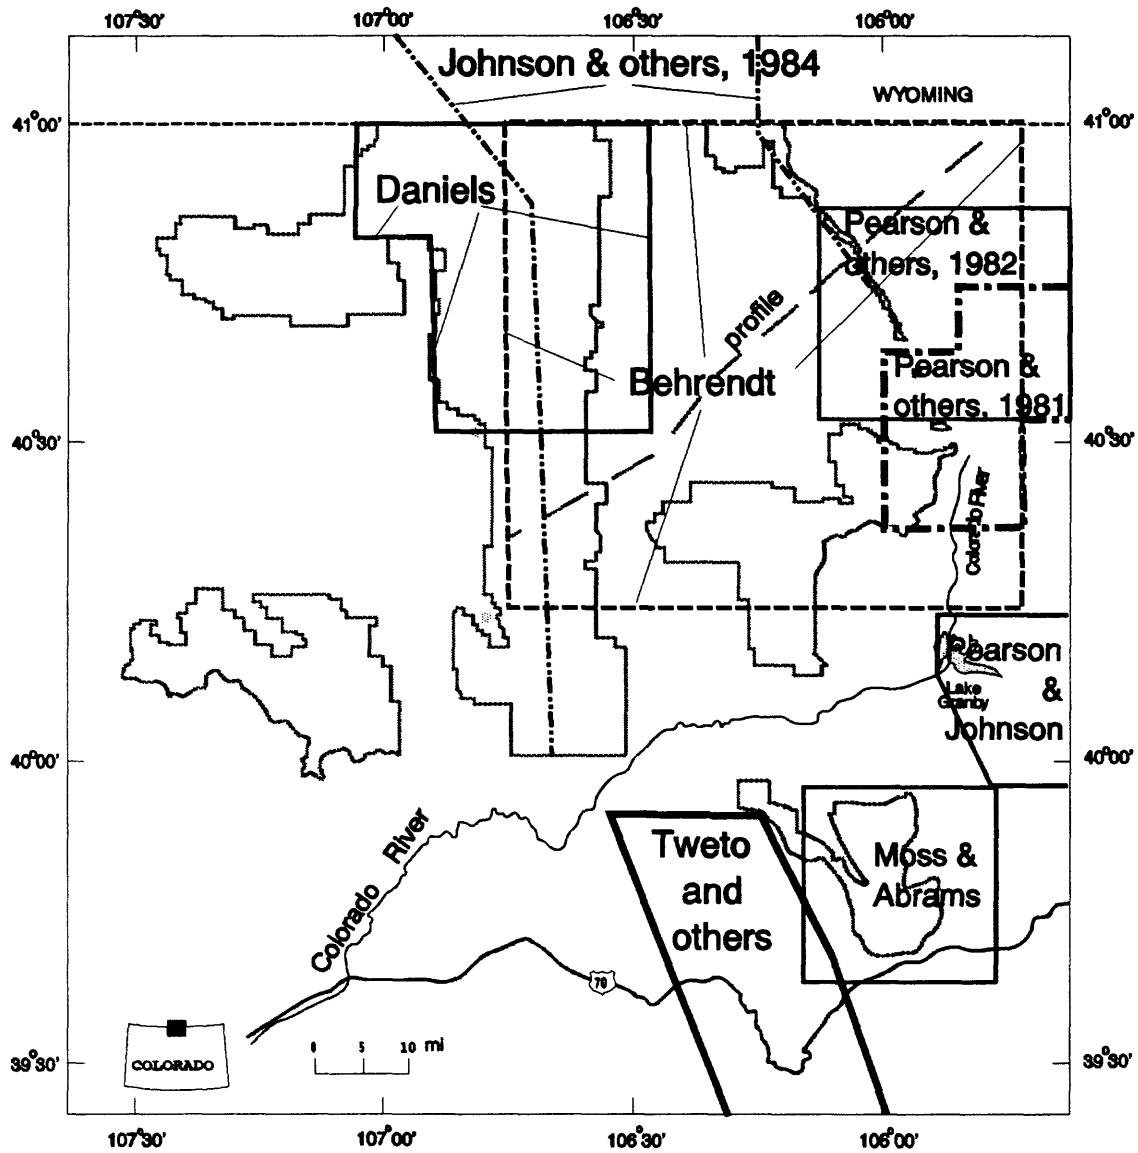 107°30' 107°00' 106°30' 106°00'
Johnson & others, 1984
WYOMING
41°00' 41°00'
Daniels
Pearson &
others, 1982
profile
Behrendt
Pearson &
others, 1981
40°30' 40°30'
Colorado River
Pearson
&
Johnson
Lake
Granby
40°00' 40°00'
Colorado River
Tweto
and
others
Moss &
Abrams
70
COLORADO
0 5 10 mi
39°30' 39°30'
107°30' 107°00' 106°30' 106°00'